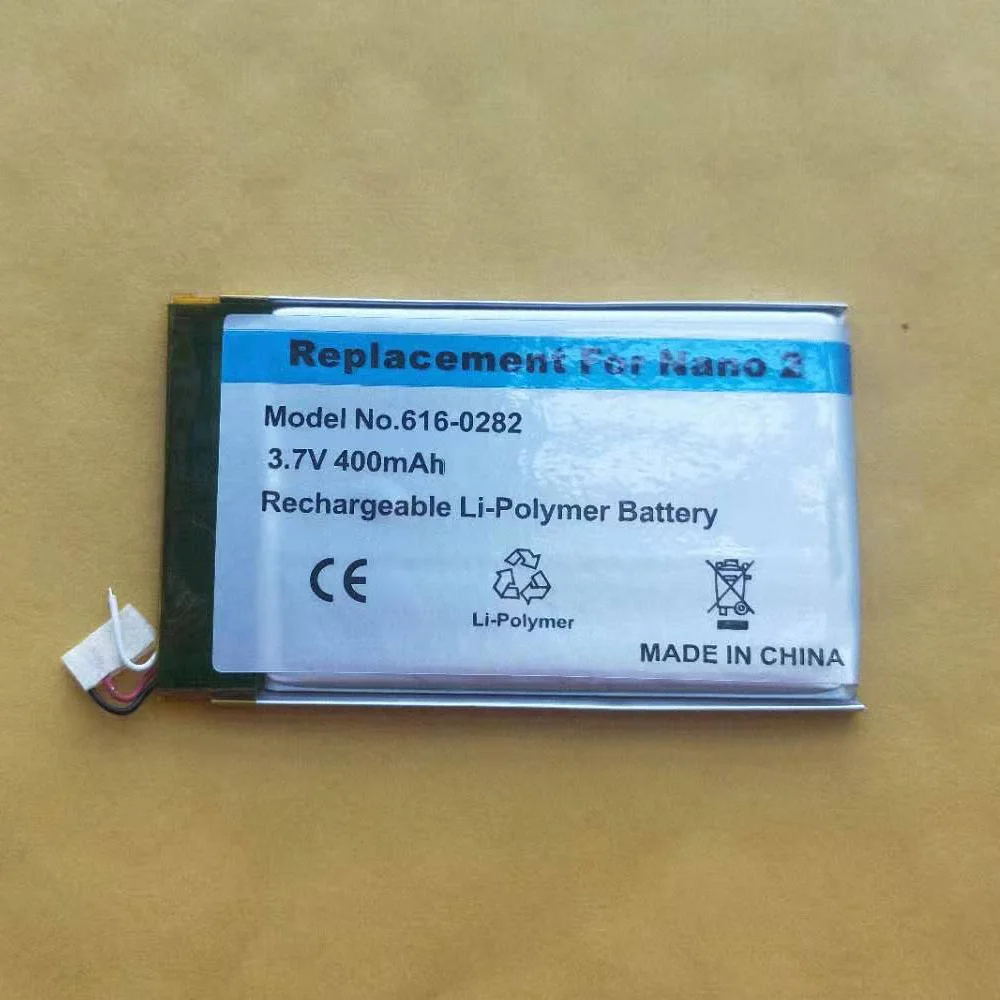 Replacement For Nano 2
Model No.616-0282
3.7V 400mAh
Rechargeable Li-Polymer Battery
CE
Li-Polymer
MADE IN CHINA